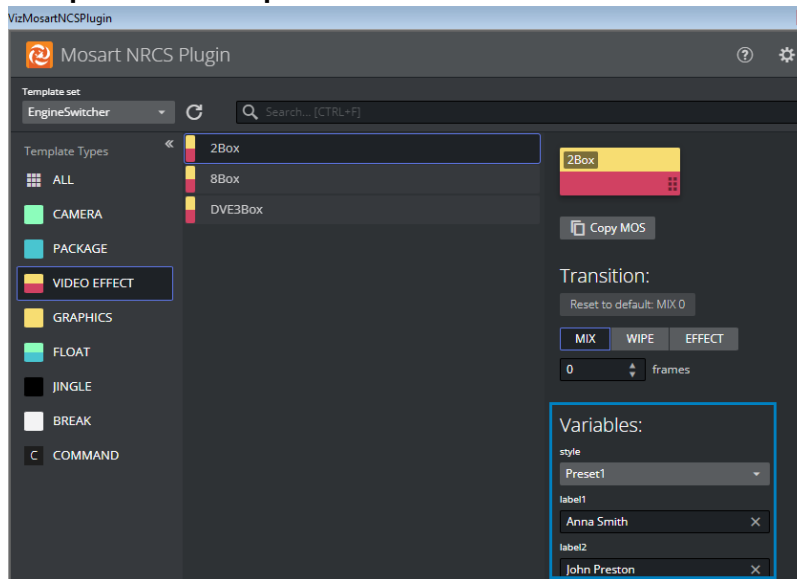 VizMosartNCSPlugin
Mosart NRCS Plugin
Template set
EngineSwitcher
Search... [CTRL+F]
Template Types
ALL
CAMERA
PACKAGE
VIDEO EFFECT
GRAPHICS
FLOAT
JINGLE
BREAK
C COMMAND
2Box
8Box
DVE3Box
2Box
Copy MOS
Transition:
Reset to default: MIX 0
MIX WIPE EFFECT
0 frames
Variables:
style
Preset1
label1
Anna Smith
label2
John Preston